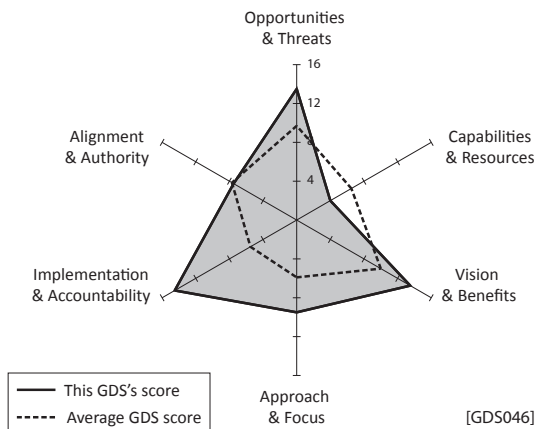 Opportunities
& Threats
16
12
8
4
Alignment
& Authority
Capabilities
& Resources
Implementation
& Accountability
Vision
& Benefits
Approach
& Focus
This GDS's score
Average GDS score
[GDS046]